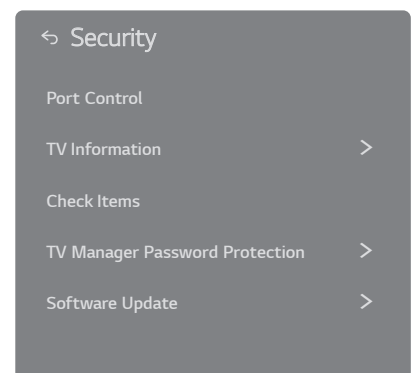 Security
Port Control
TV Information
Check Items
TV Manager Password Protection
Software Update